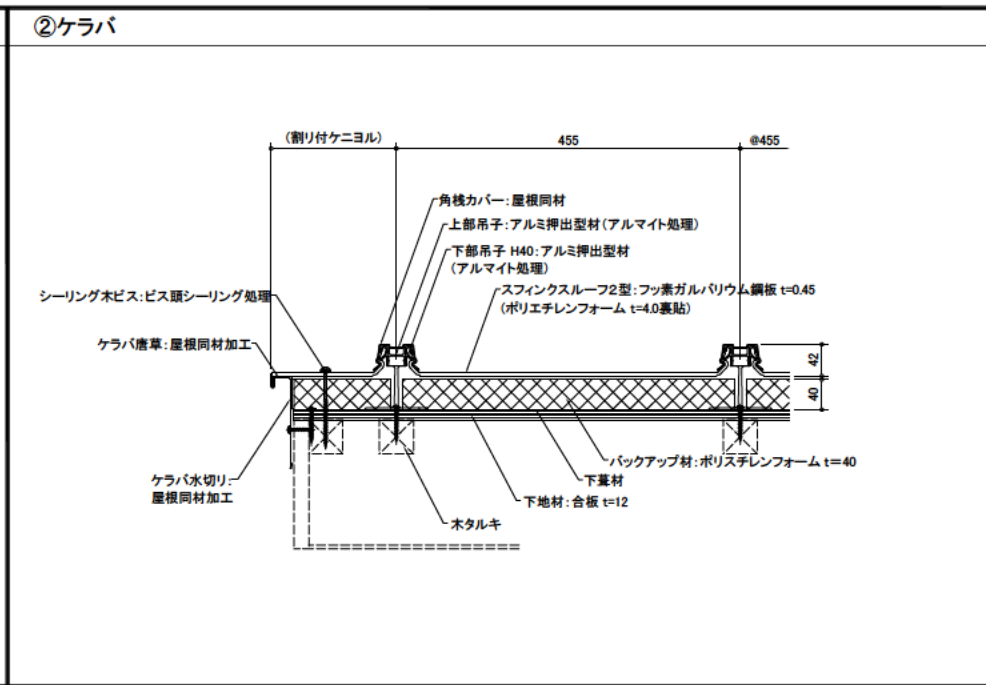 ②ケラバ
(割り付ケニヨル)
455
@455
角桟カバー：屋根同材
上部吊子：アルミ押出型材(アルマイト処理)
下部吊子 H40：アルミ押出型材
(アルマイト処理)
シーリング木ビス：ビス頭シーリング処理
スフィンクスルーフ2型：フッ素ガルバリウム鋼板 t=0.45
(ポリエチレンフォーム t=4.0裏貼)
ケラバ唐草：屋根同材加工
42
40
バックアップ材：ポリスチレンフォーム t=40
ケラバ水切リ：
屋根同材加工
下葺材
下地材：合板 t=12
木タルキ